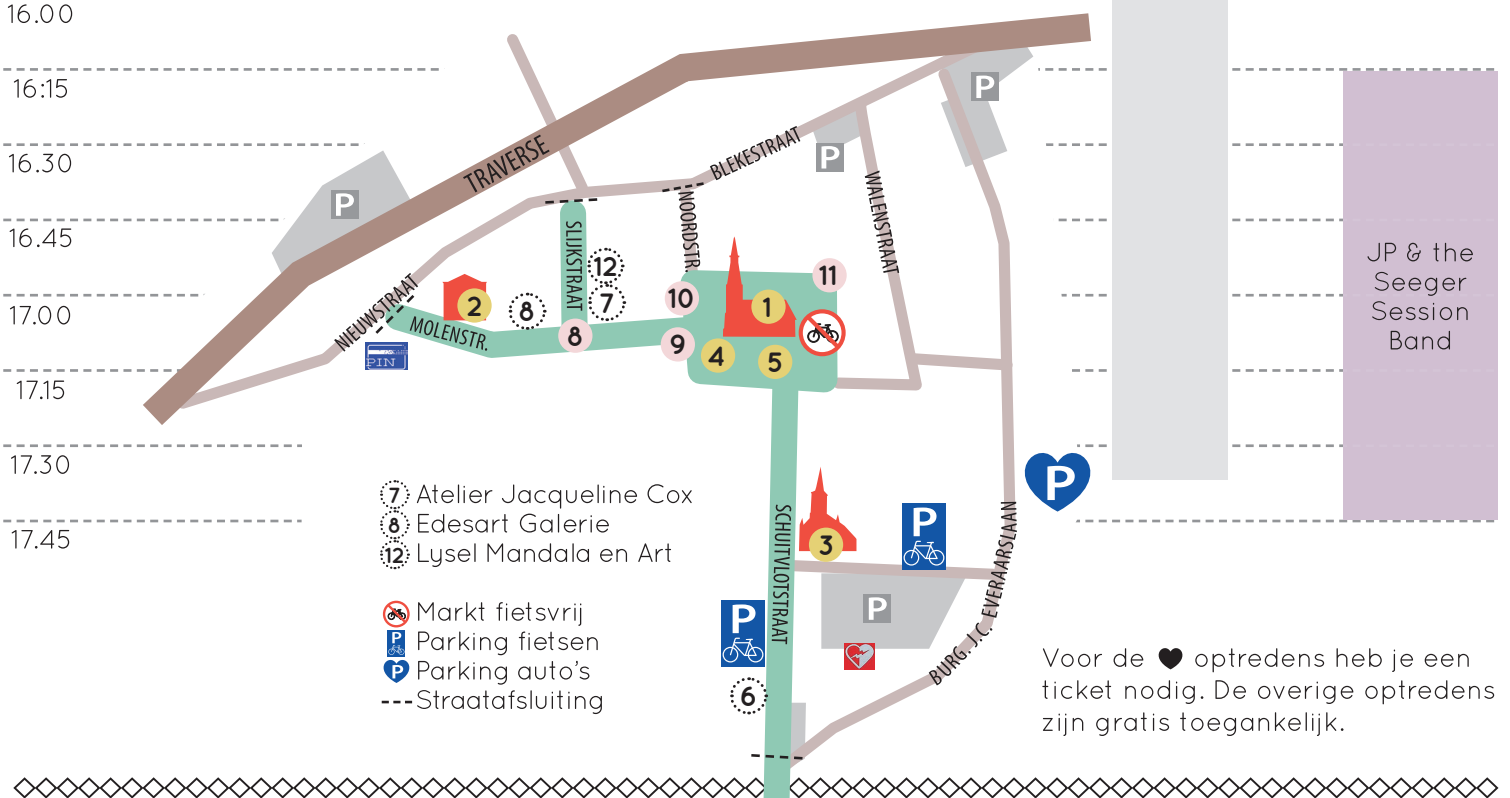 16.00
16:15
16.30
16.45
17.00
17.15
17.30
17.45
TRAVERSE
BLEKESTRAAT
P
P
P
WALENSTRAAT
NOORDSTR.
SLIJKSTRAAT
NIEUWSTRAAT
MOLENSTR.
PIN
12
7
8
2
8
10
9
11
1
4
5
JP & the
Seeger
Session
Band
P
SCHUITVLOTSTRAAT
3
P
P
P
6
BURG. J.C. EVERAARSLAAN
7 Atelier Jacqueline Cox
8 Edesart Galerie
12 Lysel Mandala en Art
Markt fietsvrij
P Parking fietsen
P Parking auto's
Straatafsluiting
Voor de ♥ optredens heb je een
ticket nodig. De overige optredens
zijn gratis toegankelijk.